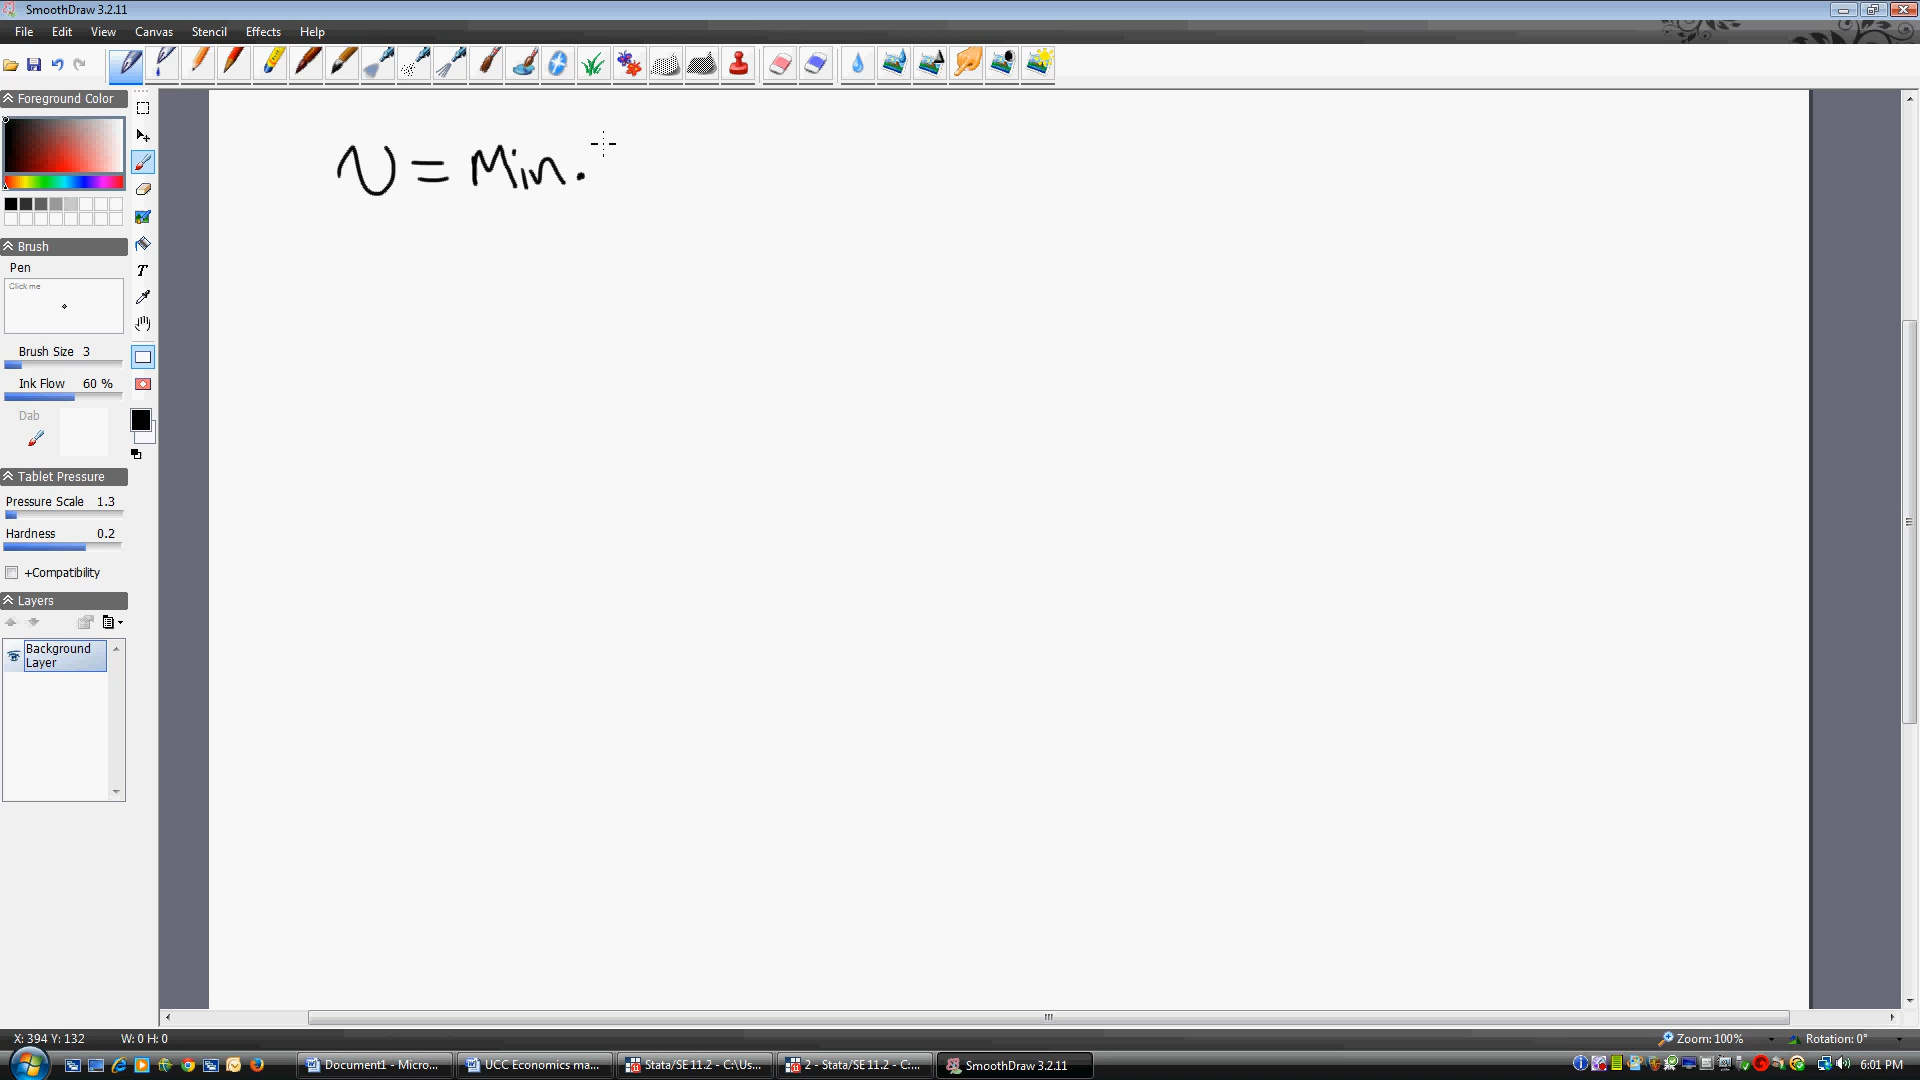 SmoothDraw 3.2.11
File Edit View Canvas Stencil Effects Help
Foreground Color
Brush
Pen
Click me
Brush Size 3
Ink Flow 60 %
Dab
Tablet Pressure
Pressure Scale 1.3
Hardness 0.2
+Compatibility
Layers
Background
Layer
U = Min.
X: 394 Y: 132 W: 0 H: 0 Zoom: 100% Rotation: 0°
Document1 - Micro... UCC Economics ma... Stata/SE 11.2 - C:\Us... 2 - Stata/SE 11.2 - C:... SmoothDraw 3.2.11 6:01 PM